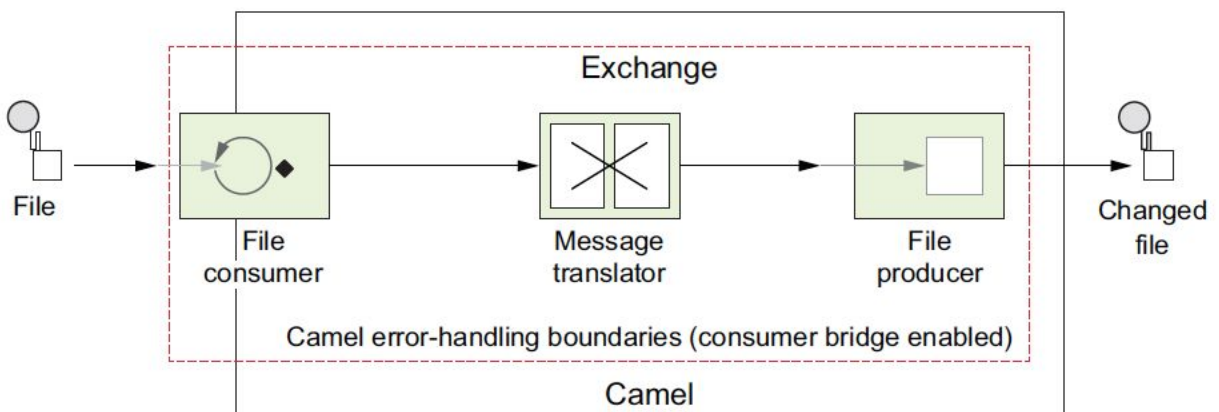 Exchange
File
File
consumer
Message
translator
File
producer
Changed
file
Camel error-handling boundaries (consumer bridge enabled)
Camel